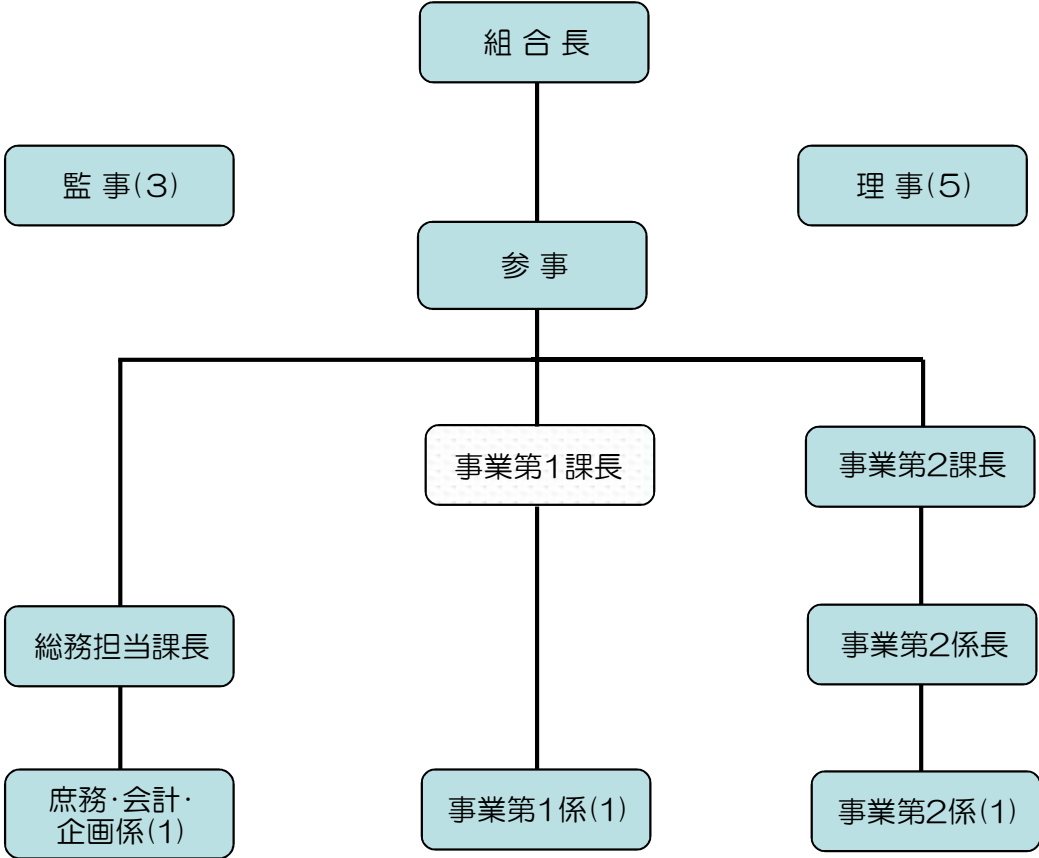 組合長
監事(3)
理事(5)
参事
事業第1課長
事業第2課長
総務担当課長
事業第2係長
庶務・会計・
企画係(1)
事業第1係(1)
事業第2係(1)